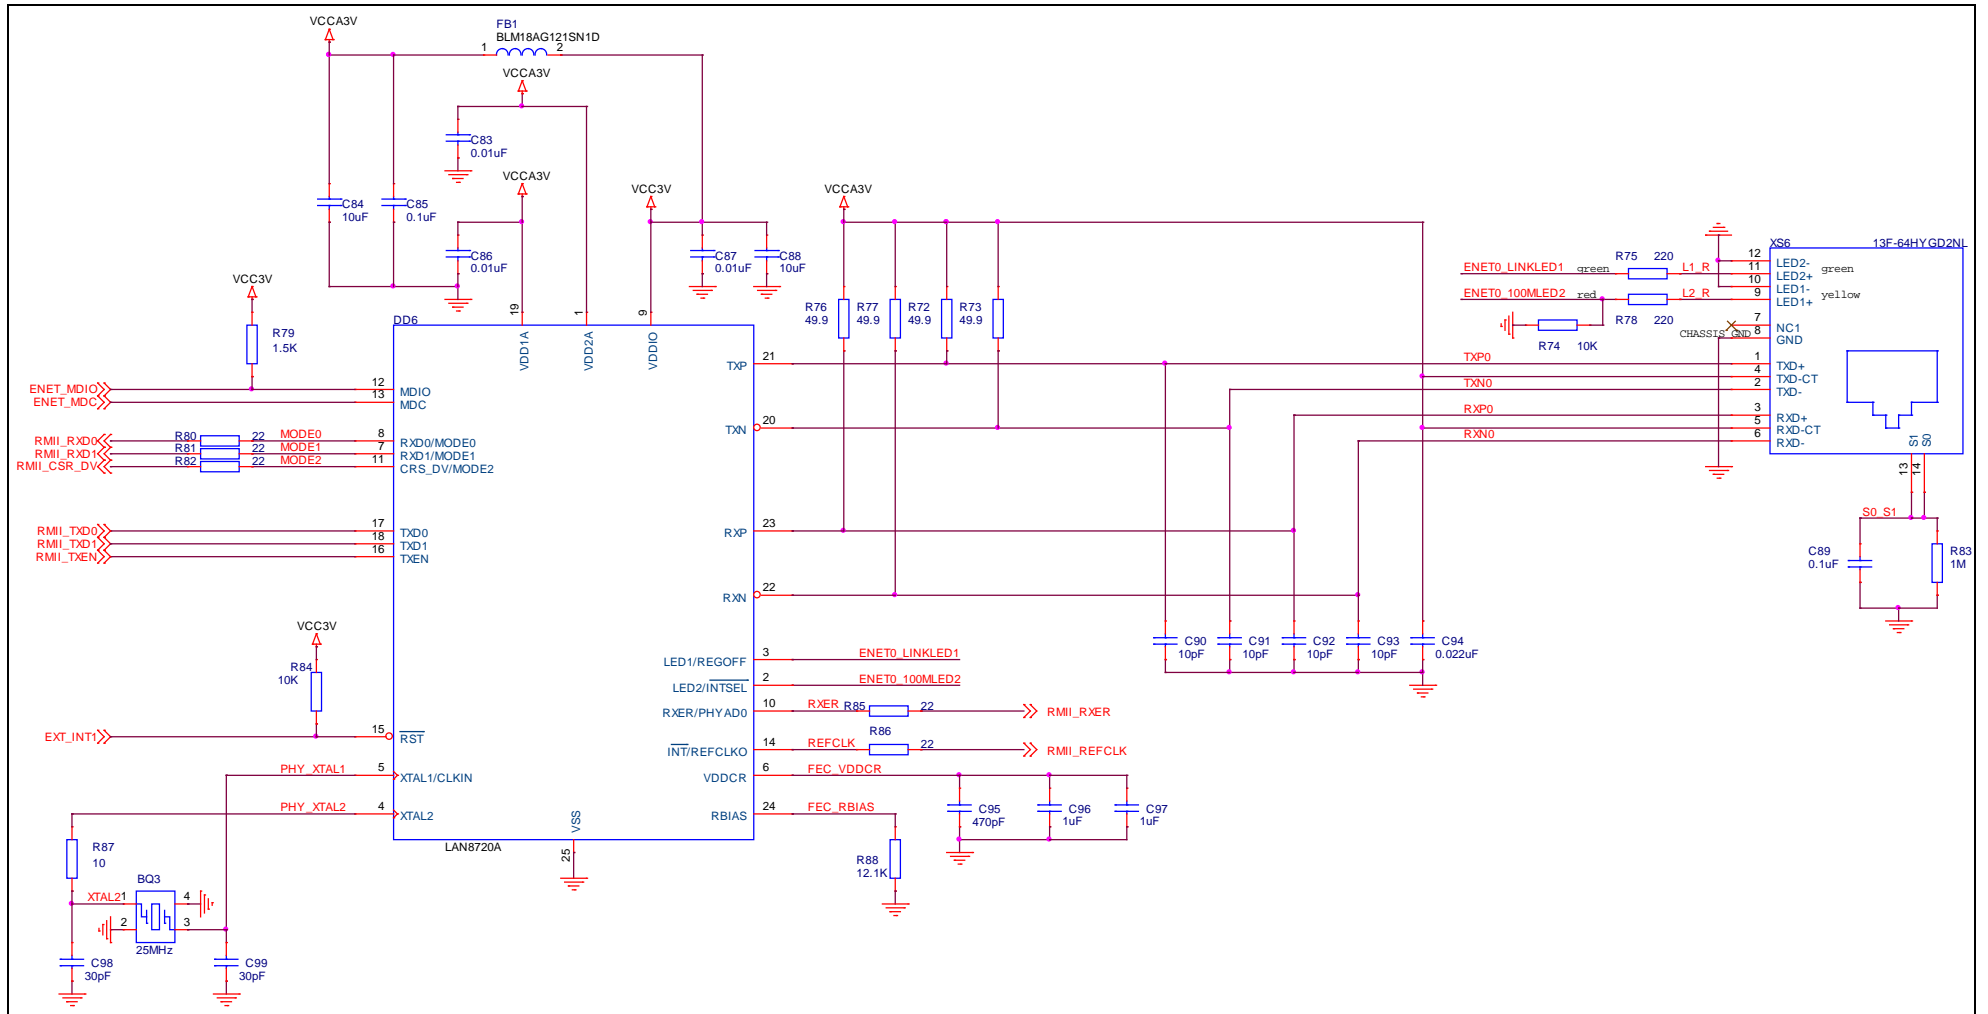 VCCA3V
FB1
BLM18AG121SN1D
1
2
VCCA3V
C83
0.01uF
VCCA3V
VCC3V
VCCA3V
C84
10uF
C85
0.1uF
C86
0.01uF
C87
0.01uF
C88
10uF
VCC3V
R79
1.5K
R76
49.9
R77
49.9
R72
49.9
R73
49.9
ENET0_LINKLED1
green
R75
220
L1_R
ENET0_100MLED2
red
L2_R
R78
220
R74
10K
CHASSIS_GND
XS6
13F-64HYGD2NL
12
LED2-
11
LED2+
green
10
LED1-
9
LED1+
yellow
7
NC1
8
GND
1
TXD+
4
TXD-CT
2
TXD-
3
RXD+
5
RXD-CT
6
RXD-
TXP0
TXN0
RXP0
RXN0
S1
S0
13
14
S0_S1
C89
0.1uF
R83
1M
DD6
19
VDD1A
1
VDD2A
9
VDDIO
ENET_MDIO
12
MDIO
ENET_MDC
13
MDC
RMII_RXD0
R80
22
MODE0
8
RXD0/MODE0
RMII_RXD1
R81
22
MODE1
7
RXD1/MODE1
RMII_CSR_DV
R82
22
MODE2
11
CRS_DV/MODE2
RMII_TXD0
17
TXD0
RMII_TXD1
18
TXD1
RMII_TXEN
16
TXEN
VCC3V
R84
10K
EXT_INT1
15
RST
PHY_XTAL1
5
XTAL1/CLKIN
PHY_XTAL2
4
XTAL2
VSS
25
LAN8720A
TXP
21
TXN
20
RXP
23
RXN
22
LED1/REGOFF
3
ENET0_LINKLED1
LED2/INTSEL
2
ENET0_100MLED2
RXER/PHYAD0
10
RXER
R85
22
RMII_RXER
INT/REFCLKO
14
REFCLK
R86
22
RMII_REFCLK
VDDCR
6
FEC_VDDCR
RBIAS
24
FEC_RBIAS
C90
10pF
C91
10pF
C92
10pF
C93
10pF
C94
0.022uF
C95
470pF
C96
1uF
C97
1uF
R88
12.1K
R87
10
BQ3
XTAL2
1
4
2
3
25MHz
C98
30pF
C99
30pF